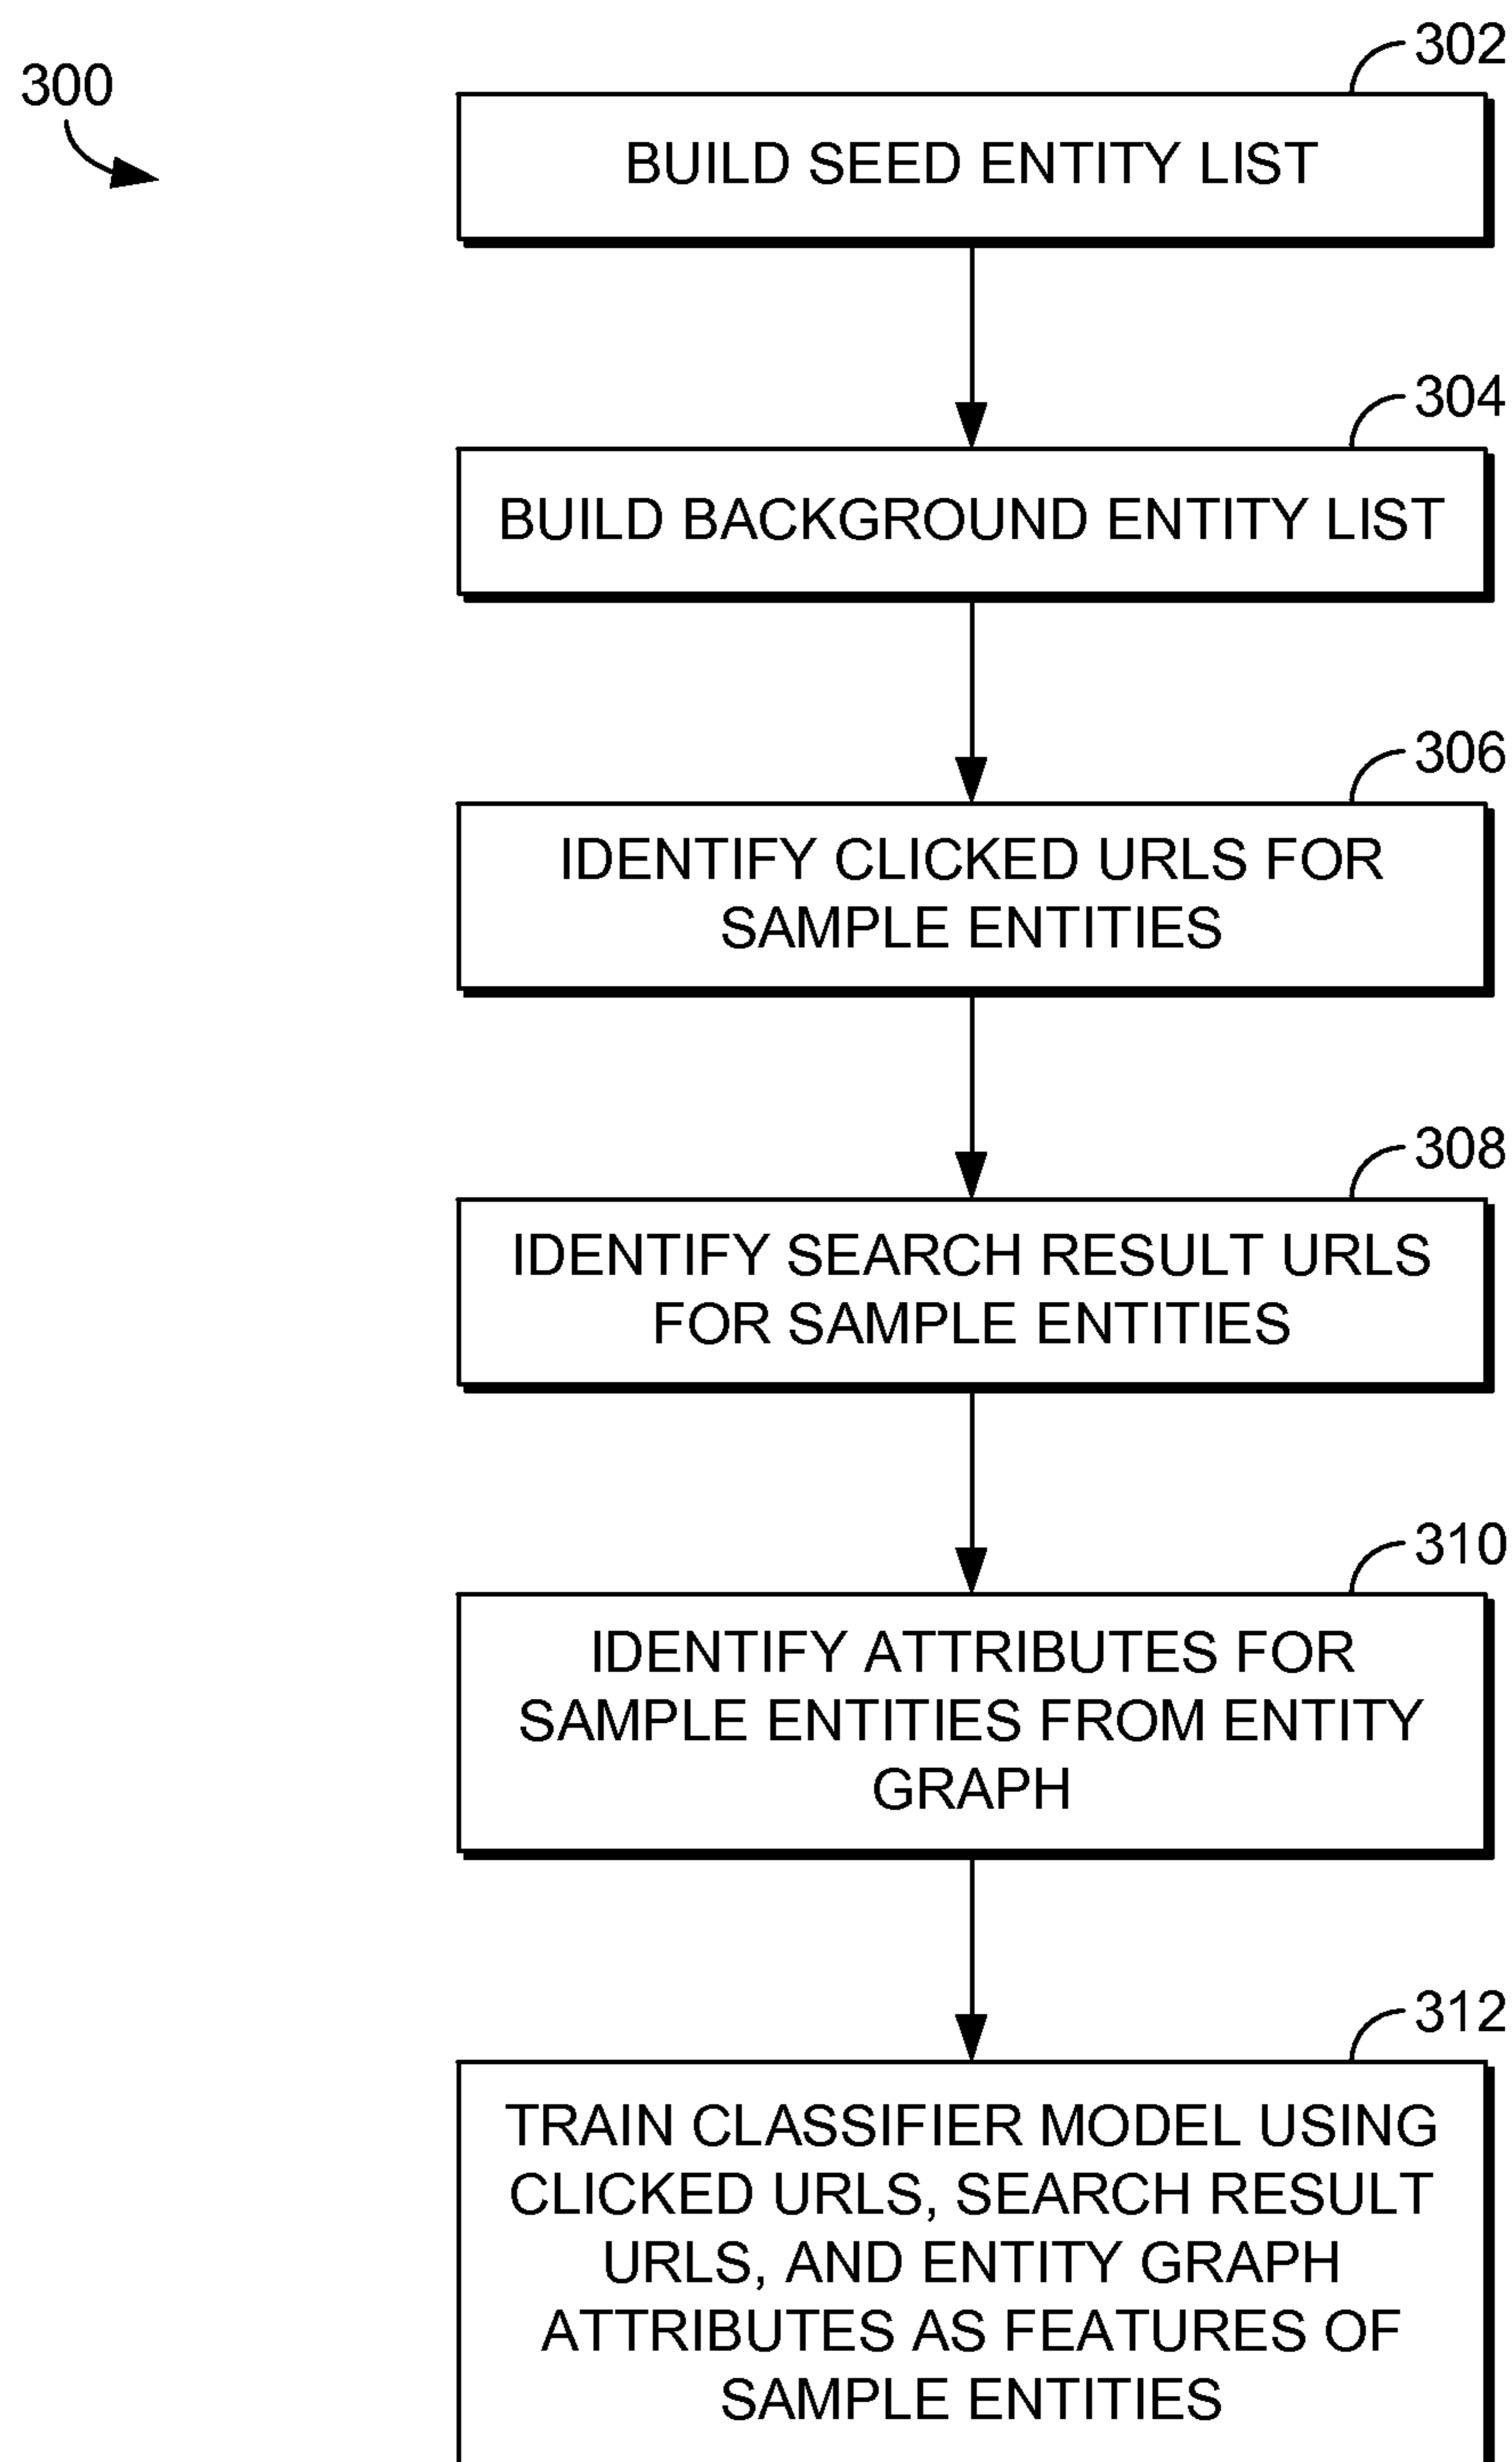 300
302
BUILD SEED ENTITY LIST
304
BUILD BACKGROUND ENTITY LIST
306
IDENTIFY CLICKED URLS FOR
SAMPLE ENTITIES
308
IDENTIFY SEARCH RESULT URLS
FOR SAMPLE ENTITIES
310
IDENTIFY ATTRIBUTES FOR
SAMPLE ENTITIES FROM ENTITY
GRAPH
312
TRAIN CLASSIFIER MODEL USING
CLICKED URLS, SEARCH RESULT
URLS, AND ENTITY GRAPH
ATTRIBUTES AS FEATURES OF
SAMPLE ENTITIES